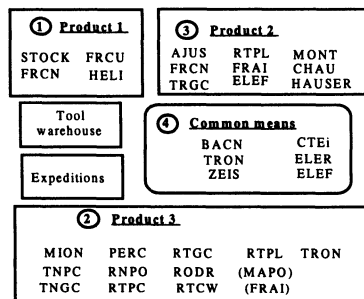 1 Product 1
STOCK FRCU
FRCN HELI
3 Product 2
AJUS RTPL MONT
FRCN FRAI CHAU
TRGC ELEF HAUSER
Tool
warehouse
Expeditions
4 Common means
BACN CTEi
TRON ELER
ZEIS ELEF
2 Product 3
MION PERC RTGC RTPL TRON
TNPC RNPO RODR (MAPO)
TNGC RTPC RTCW (FRAI)